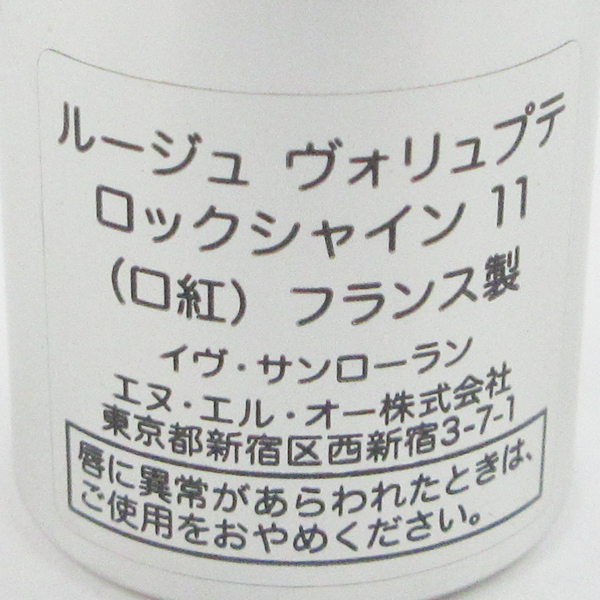 ルージュ ヴォリュプテ
ロックシャイン 11
（口紅） フランス製
イヴ・サンローラン
エヌ・エル・オー株式会社
東京都新宿区西新宿3-7-1
唇に異常があらわれたときは、
ご使用をおやめください。